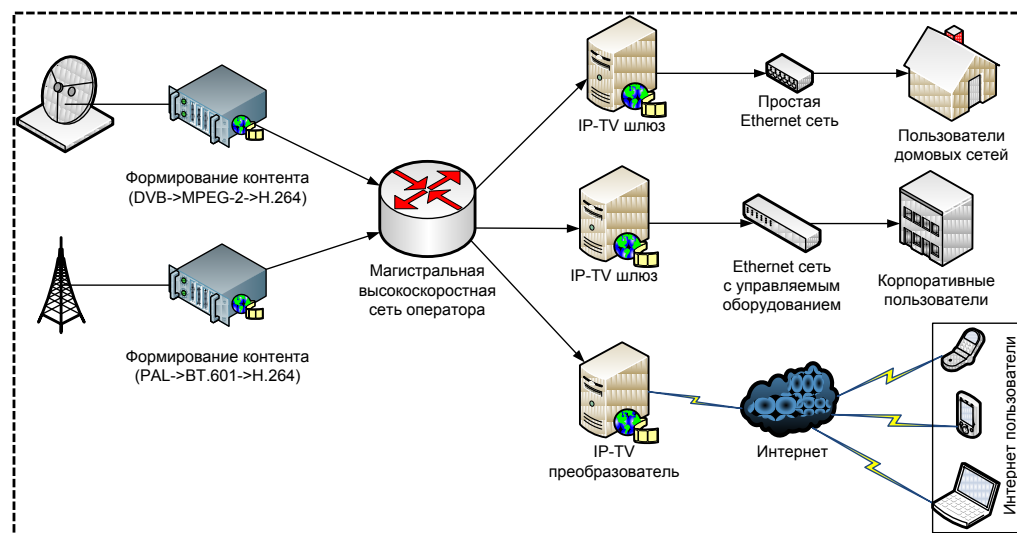 IP-TV шлюз
Простая
Ethernet сеть
Пользователи
домовых сетей
Формирование контента
(DVB->MPEG-2->H.264)
Магистральная
высокоскоростная
сеть оператора
IP-TV шлюз
Ethernet сеть
с управляемым
оборудованием
Корпоративные
пользователи
Формирование контента
(PAL->BT.601->H.264)
IP-TV
преобразователь
Интернет
Интернет пользователи